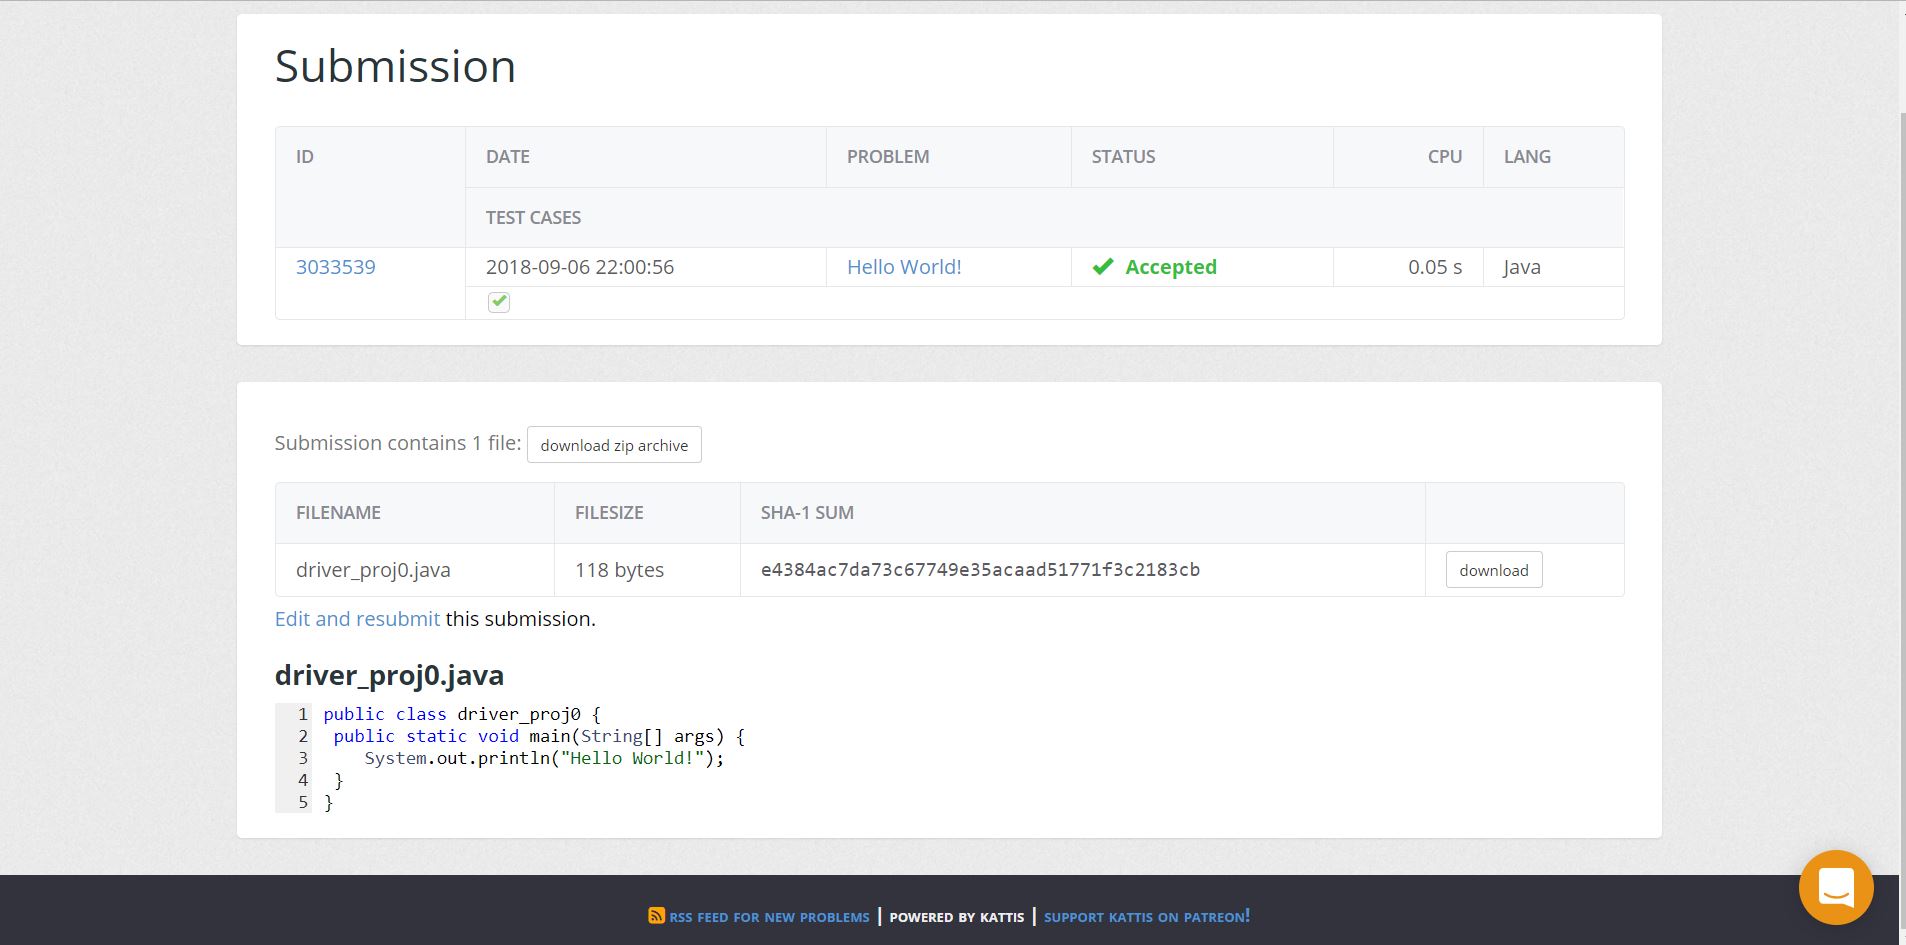 Submission
ID DATE PROBLEM STATUS CPU LANG
TEST CASES
3033539 2018-09-06 22:00:56 Hello World! Accepted 0.05 s Java
Submission contains 1 file: download zip archive
FILENAME FILESIZE SHA-1 SUM
driver_proj0.java 118 bytes e4384ac7da73c67749e35acaad51771f3c2183cb download
Edit and resubmit this submission.
driver_proj0.java
1 public class driver_proj0 {
2 public static void main(String[] args) {
3 System.out.println("Hello World!");
4 }
5 }
RSS FEED FOR NEW PROBLEMS | POWERED BY KATTIS | SUPPORT KATTIS ON PATREON!